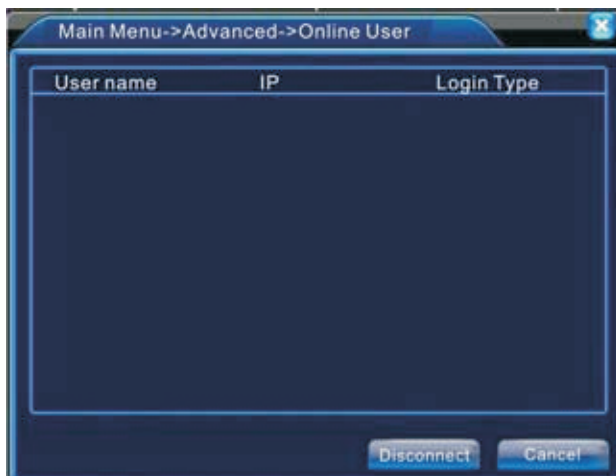 Main Menu->Advanced->Online User
User name IP Login Type
Disconnect Cancel